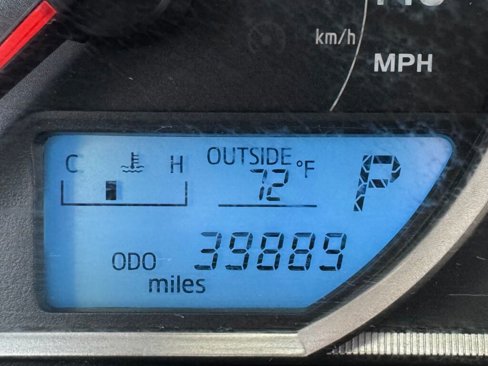 km/h
MPH
C H OUTSIDE
72 °F P
ODO 39889
miles